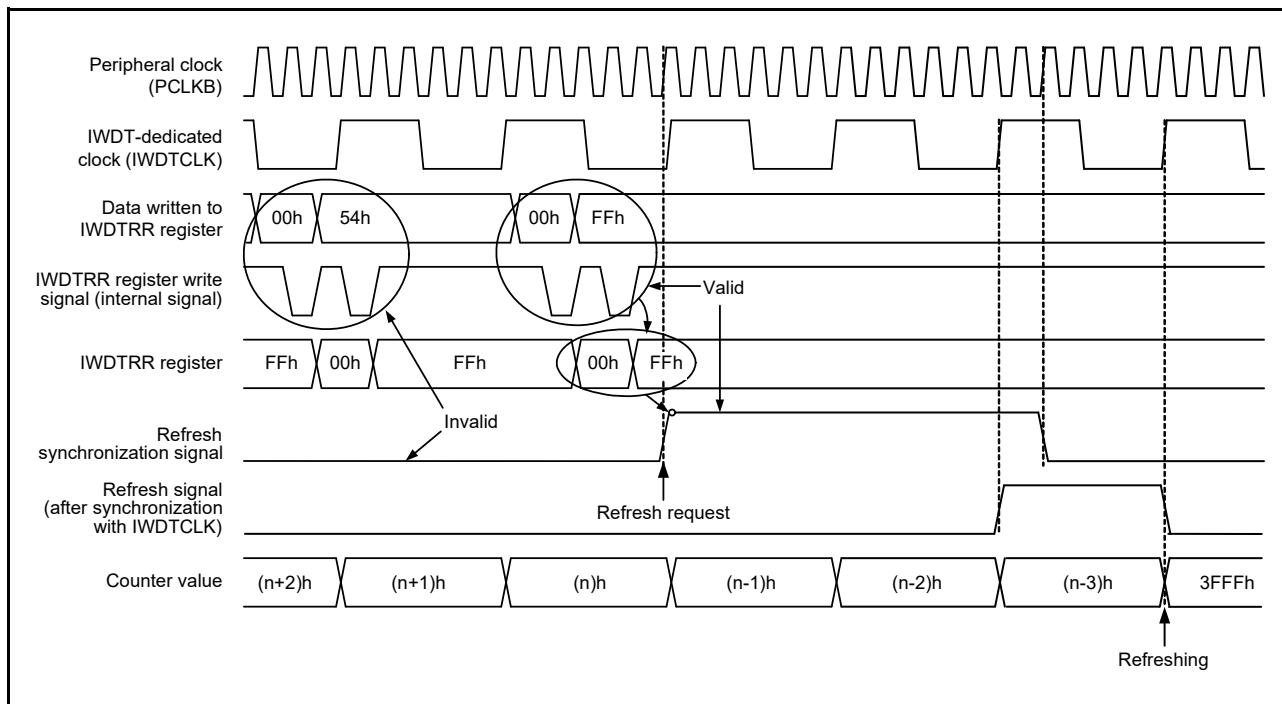 Peripheral clock
(PCLKB)
IWDT-dedicated
clock (IWDTCLK)
Data written to
IWDTRR register
00h 54h 00h FFh
IWDTRR register write
signal (internal signal)
Valid
IWDTRR register
FFh 00h FFh 00h FFh
Invalid
Refresh
synchronization signal
Refresh request
Refresh signal
(after synchronization
with IWDTCLK)
Counter value
(n+2)h (n+1)h (n)h (n-1)h (n-2)h (n-3)h 3FFFh
Refreshing